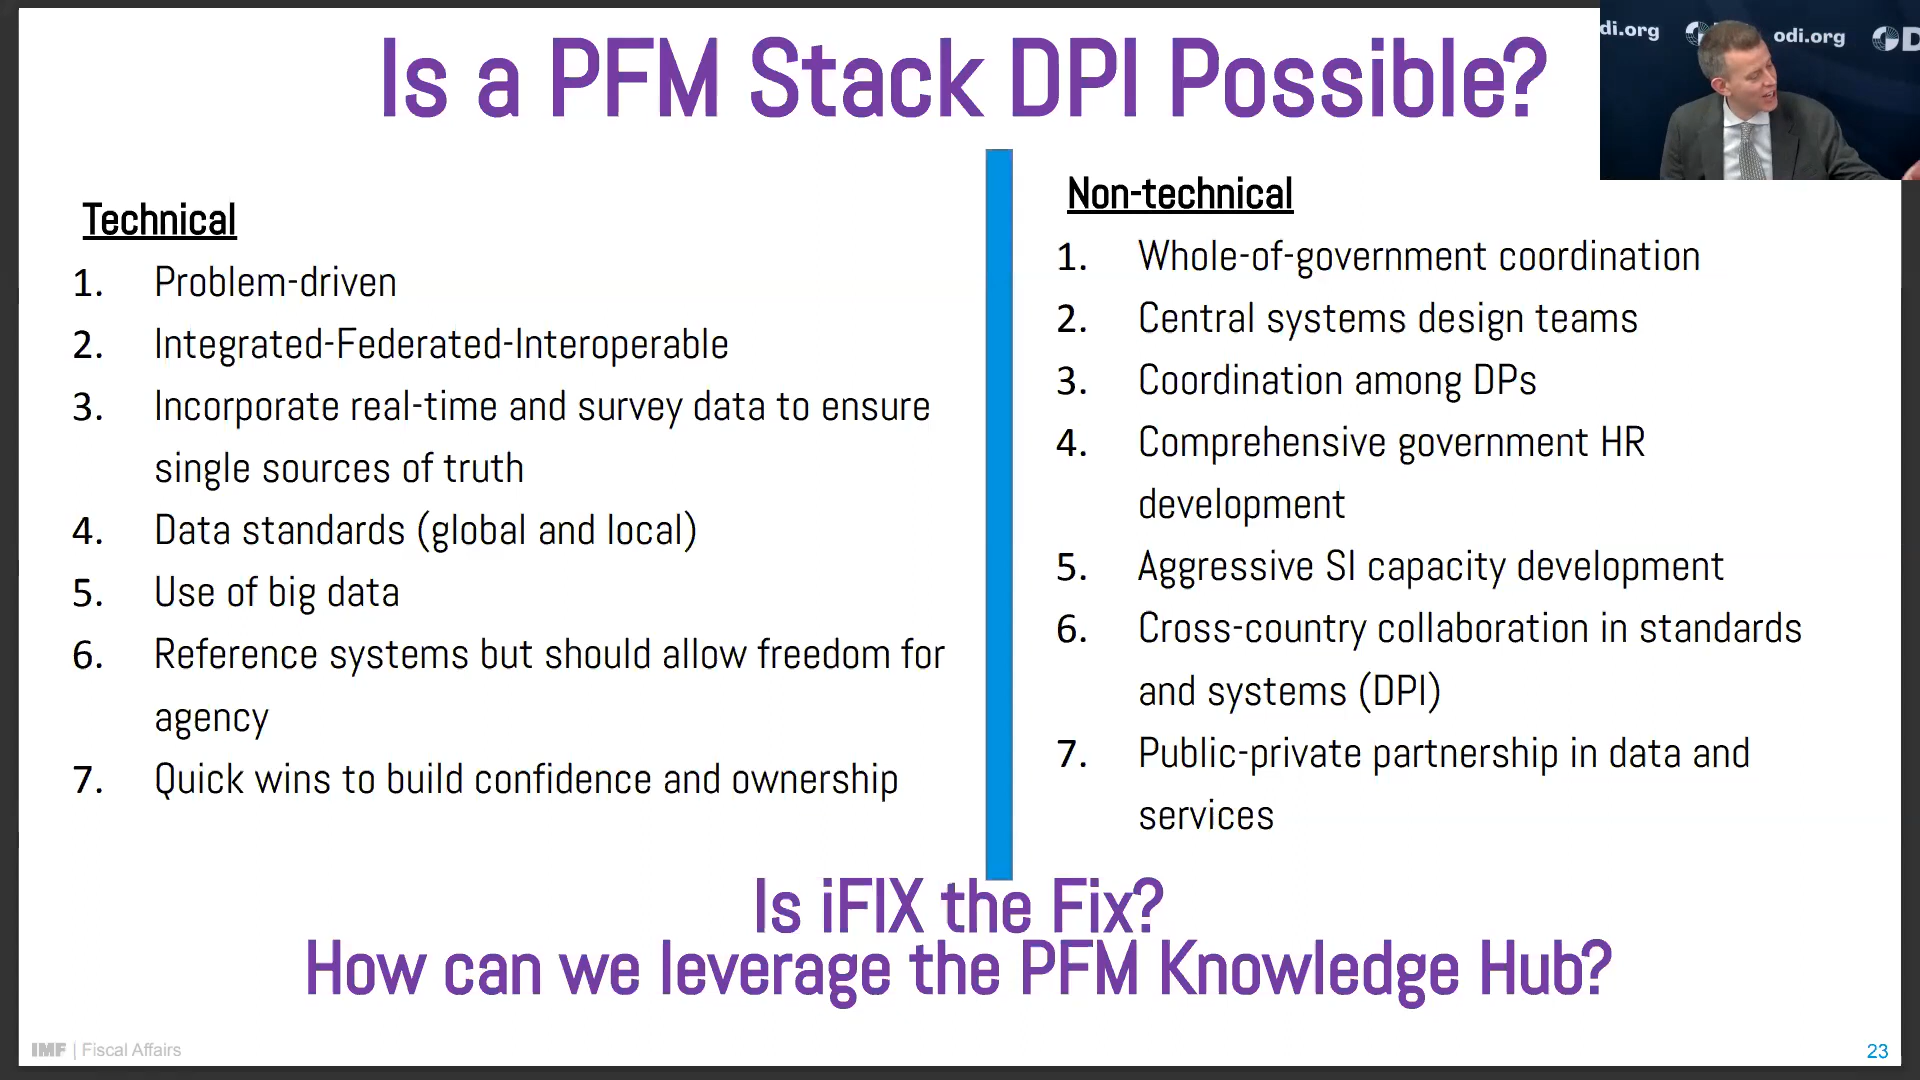 Is a PFM Stack DPI Possible?
di.org
odi.org
Technical
1. Problem-driven
2. Integrated-Federated-Interoperable
3. Incorporate real-time and survey data to ensure
single sources of truth
4. Data standards (global and local)
5. Use of big data
6. Reference systems but should allow freedom for
agency
7. Quick wins to build confidence and ownership
Non-technical
1. Whole-of-government coordination
2. Central systems design teams
3. Coordination among DPs
4. Comprehensive government HR
development
5. Aggressive SI capacity development
6. Cross-country collaboration in standards
and systems (DPI)
7. Public-private partnership in data and
services
Is iFIX the Fix?
How can we leverage the PFM Knowledge Hub?
IMF | Fiscal Affairs
23